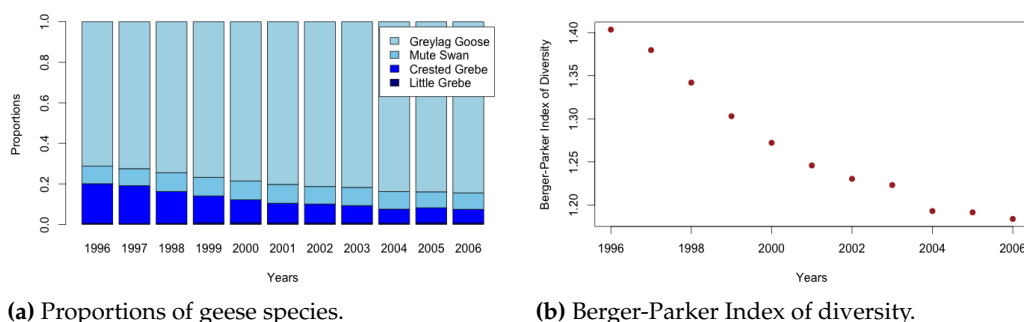 1.0
0.8
0.6
0.4
0.2
0.0
Proportions
Greylag Goose
Mute Swan
Crested Grebe
Little Grebe
1996 1997 1998 1999 2000 2001 2002 2003 2004 2005 2006
Years
(a) Proportions of geese species.
1.40
1.35
1.30
1.25
1.20
Berger-Parker Index of Diversity
1996 1998 2000 2002 2004 2006
Years
(b) Berger-Parker Index of diversity.